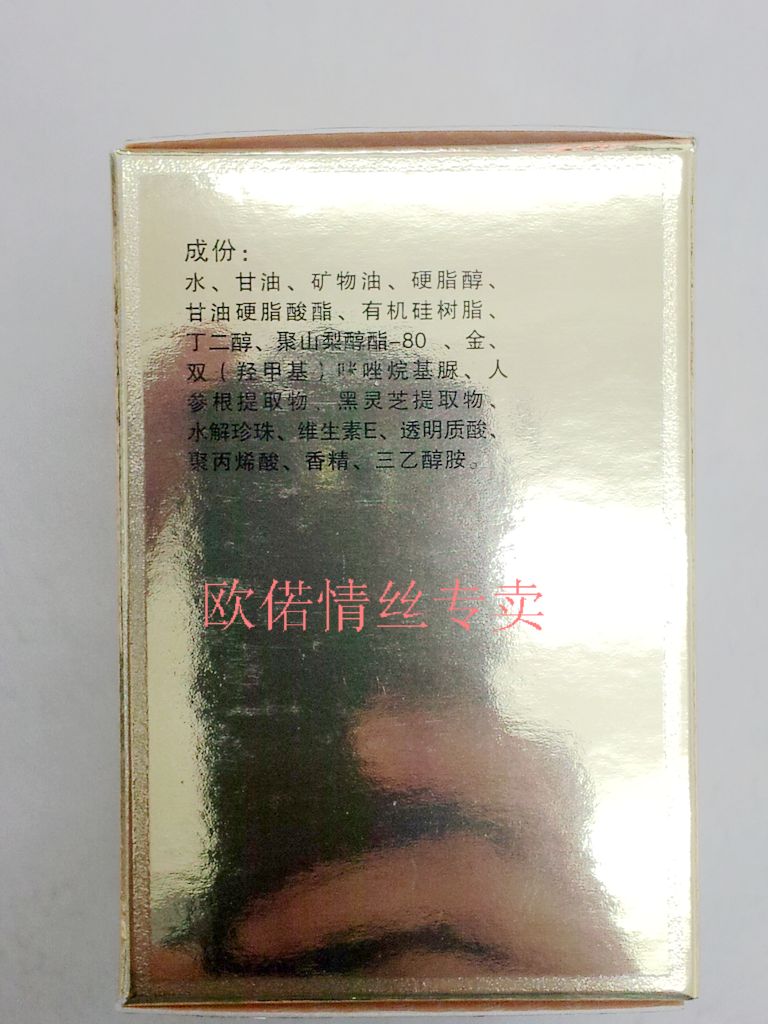 成份：
水、甘油、矿物油、硬脂醇、
甘油硬脂酸酯、有机硅树脂、
丁二醇、聚山梨醇酯-80 、金、
双（羟甲基）咪唑烷基脲、人
参根提取物、黑灵芝提取物、
水解珍珠、维生素E、透明质酸、
聚丙烯酸、香精、三乙醇胺。
欧偌情丝专卖